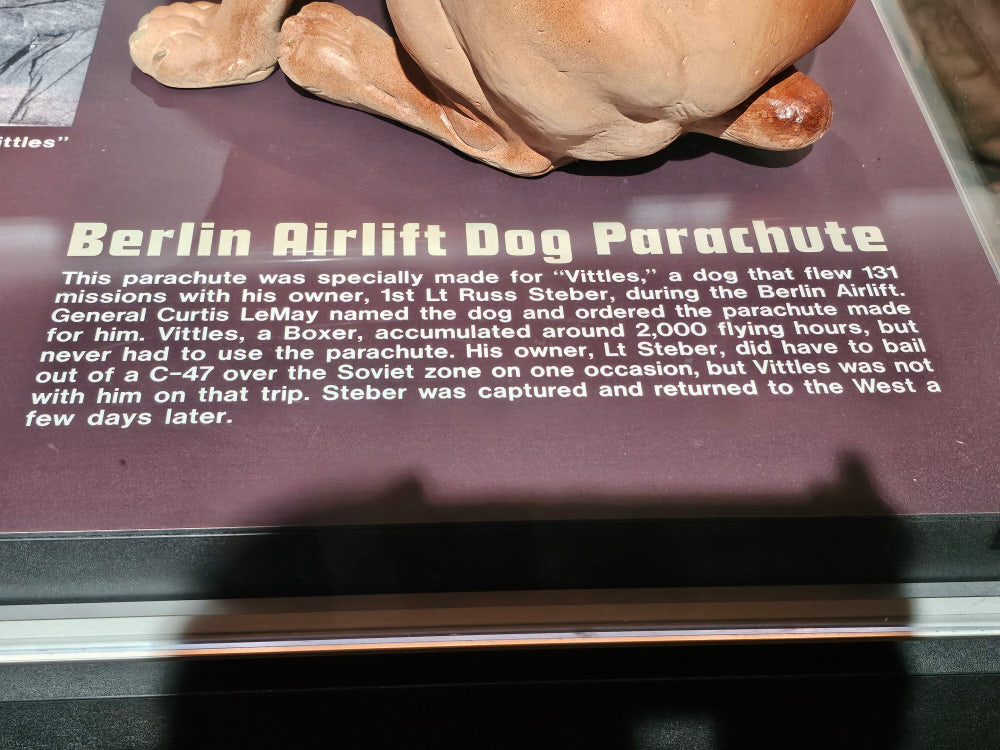 ittles”
Berlin Airlift Dog Parachute
This parachute was specially made for “Vittles,” a dog that flew 131
missions with his owner, 1st Lt Russ Steber, during the Berlin Airlift.
General Curtis LeMay named the dog and ordered the parachute made
for him. Vittles, a Boxer, accumulated around 2,000 flying hours, but
never had to use the parachute. His owner, Lt Steber, did have to bail
out of a C-47 over the Soviet zone on one occasion, but Vittles was not
with him on that trip. Steber was captured and returned to the West a
few days later.